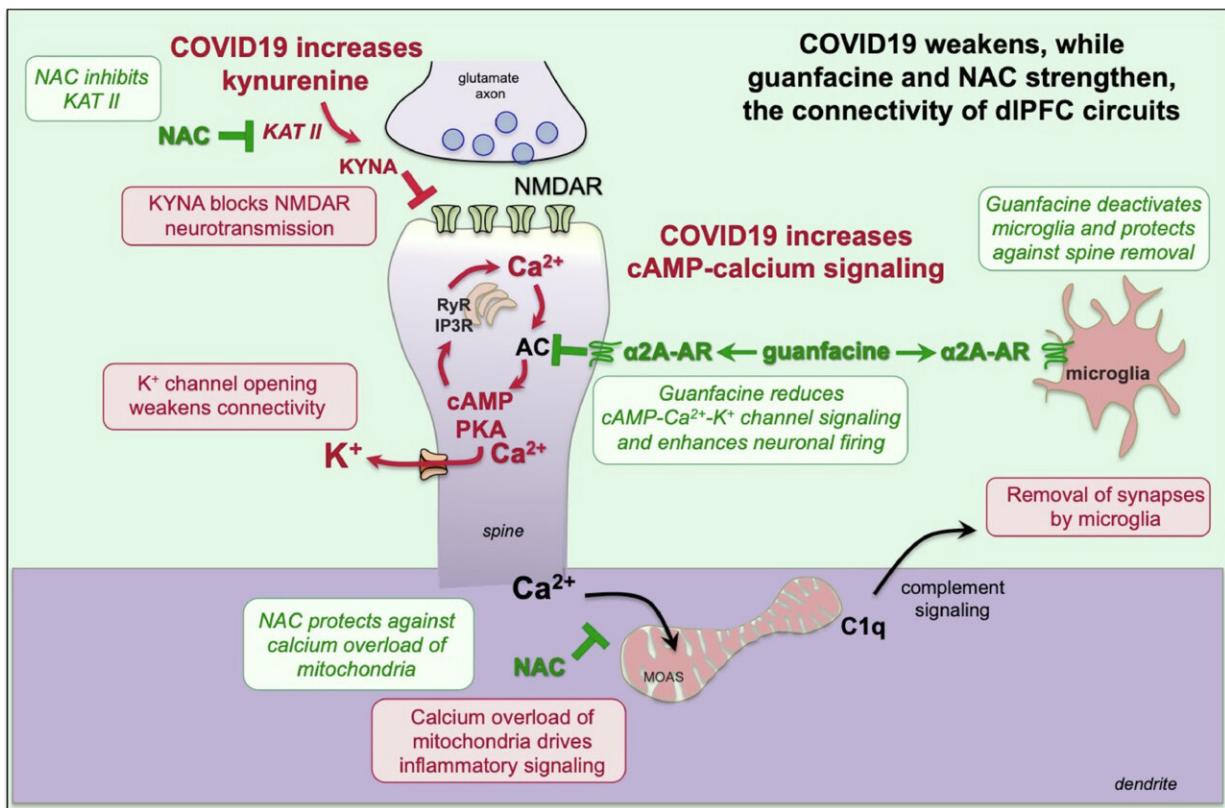 COVID19 increases
kynurenine
NAC inhibits
KAT II
NAC
KAT II
KYNA
KYNA blocks NMDAR
neurotransmission
glutamate
axon
NMDAR
COVID19 weakens, while
guanfacine and NAC strengthen,
the connectivity of dlPFC circuits
COVID19 increases
cAMP-calcium signaling
Guanfacine deactivates
microglia and protects
against spine removal
Ca²⁺
RyR
IP3R
AC
α2A-AR
guanfacine
α2A-AR
microglia
cAMP
PKA
Ca²⁺
Guanfacine reduces
cAMP-Ca²⁺-K⁺ channel signaling
and enhances neuronal firing
K⁺ channel opening
weakens connectivity
K⁺
spine
Removal of synapses
by microglia
Ca²⁺
complement
signaling
C1q
NAC protects against
calcium overload of
mitochondria
NAC
MOAS
Calcium overload of
mitochondria drives
inflammatory signaling
dendrite